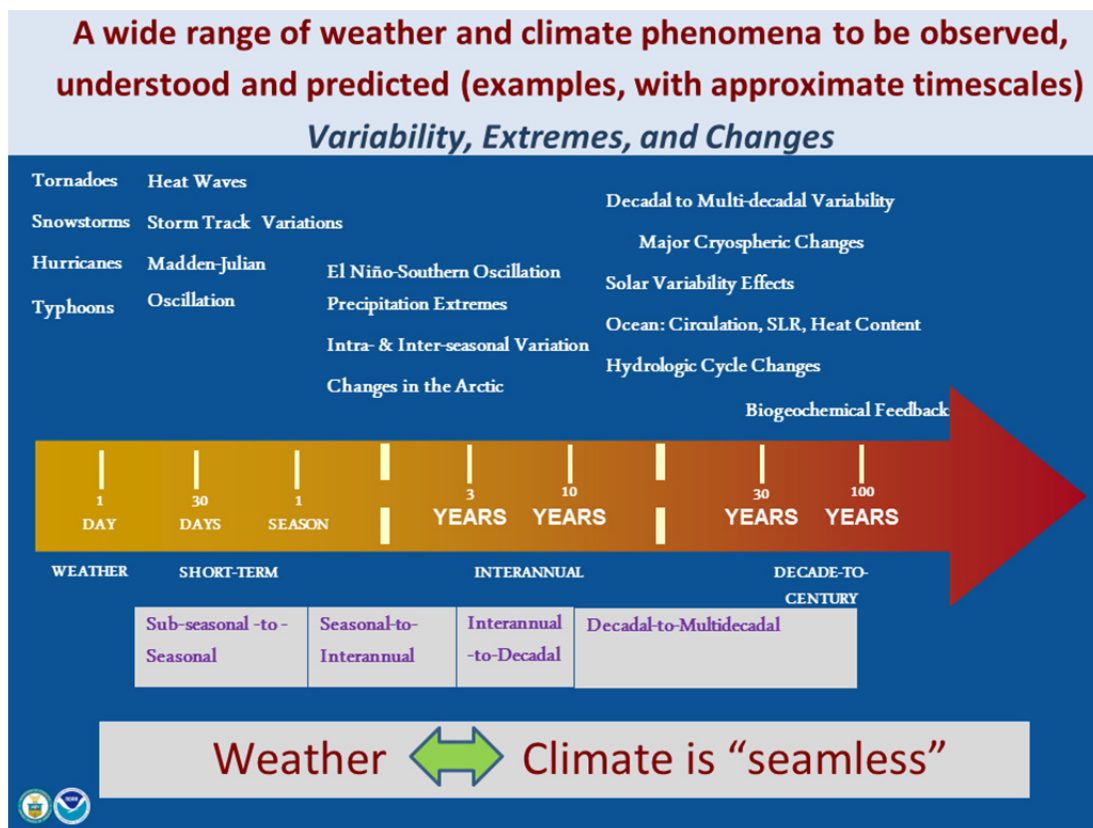 A wide range of weather and climate phenomena to be observed,
understood and predicted (examples, with approximate timescales)
Variability, Extremes, and Changes
Tornadoes
Snowstorms
Hurricanes
Typhoons
Heat Waves
Storm Track Variations
Madden-Julian
Oscillation
El Niño-Southern Oscillation
Precipitation Extremes
Intra- & Inter-seasonal Variation
Changes in the Arctic
Decadal to Multi-decadal Variability
Major Cryospheric Changes
Solar Variability Effects
Ocean: Circulation, SLR, Heat Content
Hydrologic Cycle Changes
Biogeochemical Feedback
1
DAY
30
DAYS
1
SEASON
3
YEARS
10
YEARS
30
YEARS
100
YEARS
WEATHER
SHORT-TERM
INTERANNUAL
DECADE-TO-
CENTURY
Sub-seasonal -to -
Seasonal
Seasonal-to-
Interannual
Interannual
-to-Decadal
Decadal-to-Multidecadal
Weather Climate is “seamless”